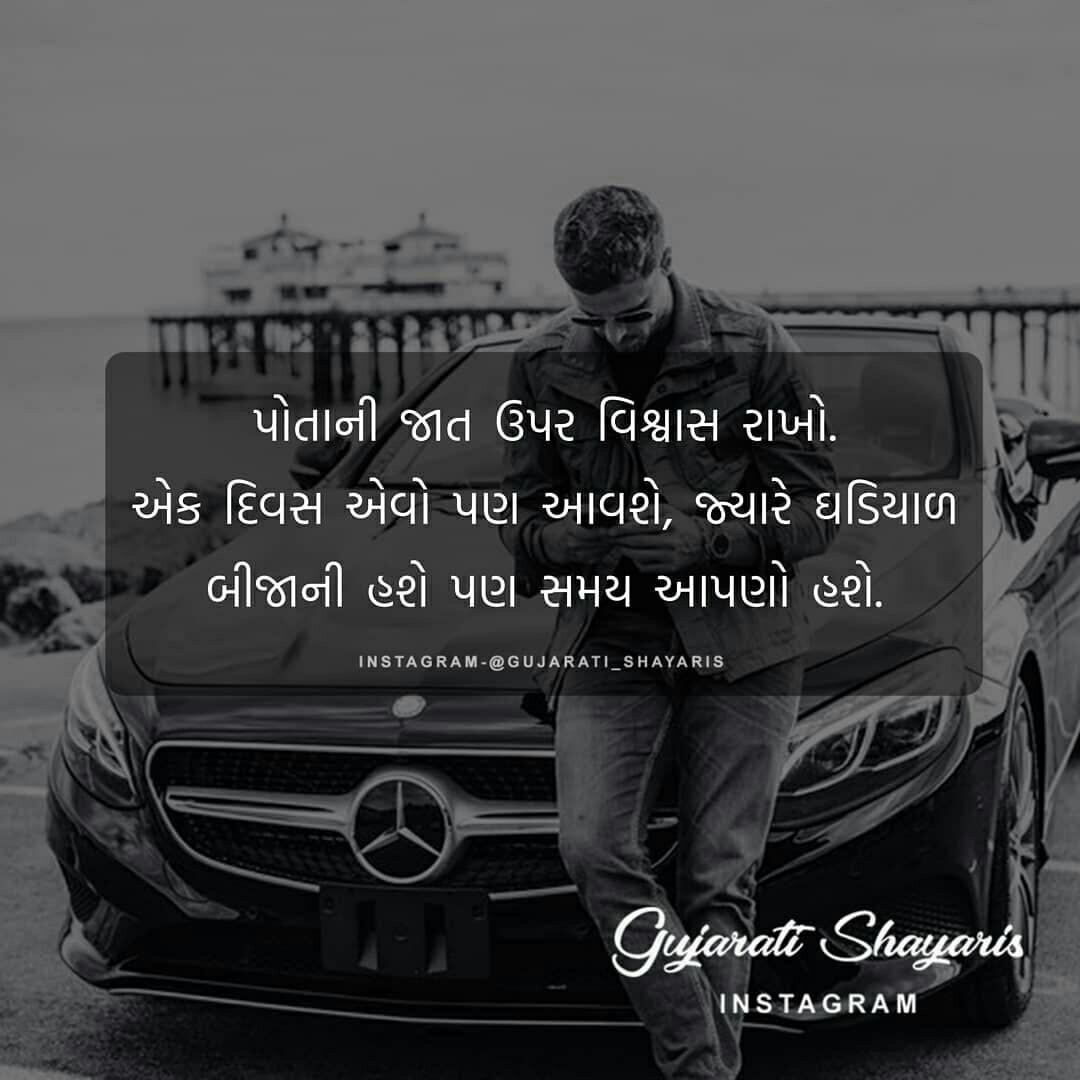 પોતાની જાત ઉપર વિશ્વાસ રાખો.
એક દિવસ એવો પણ આવશે, જ્યારે ઘડિયાળ
બીજાની હશે પણ સમય આપણો હશે.
INSTAGRAM-@GUJARATI_SHAYARIS
Gujarati Shayaris
INSTAGRAM